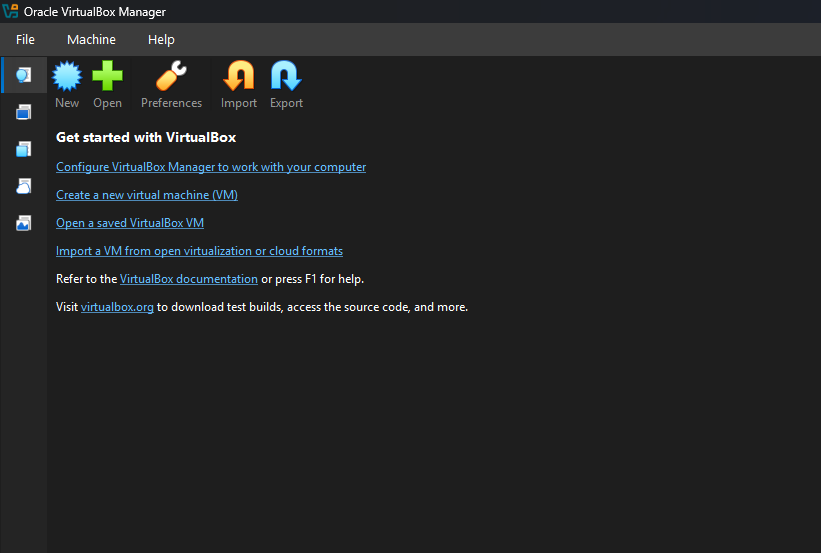 Oracle VirtualBox Manager
File Machine Help
New Open Preferences Import Export
Get started with VirtualBox
Configure VirtualBox Manager to work with your computer
Create a new virtual machine (VM)
Open a saved VirtualBox VM
Import a VM from open virtualization or cloud formats
Refer to the VirtualBox documentation or press F1 for help.
Visit virtualbox.org to download test builds, access the source code, and more.